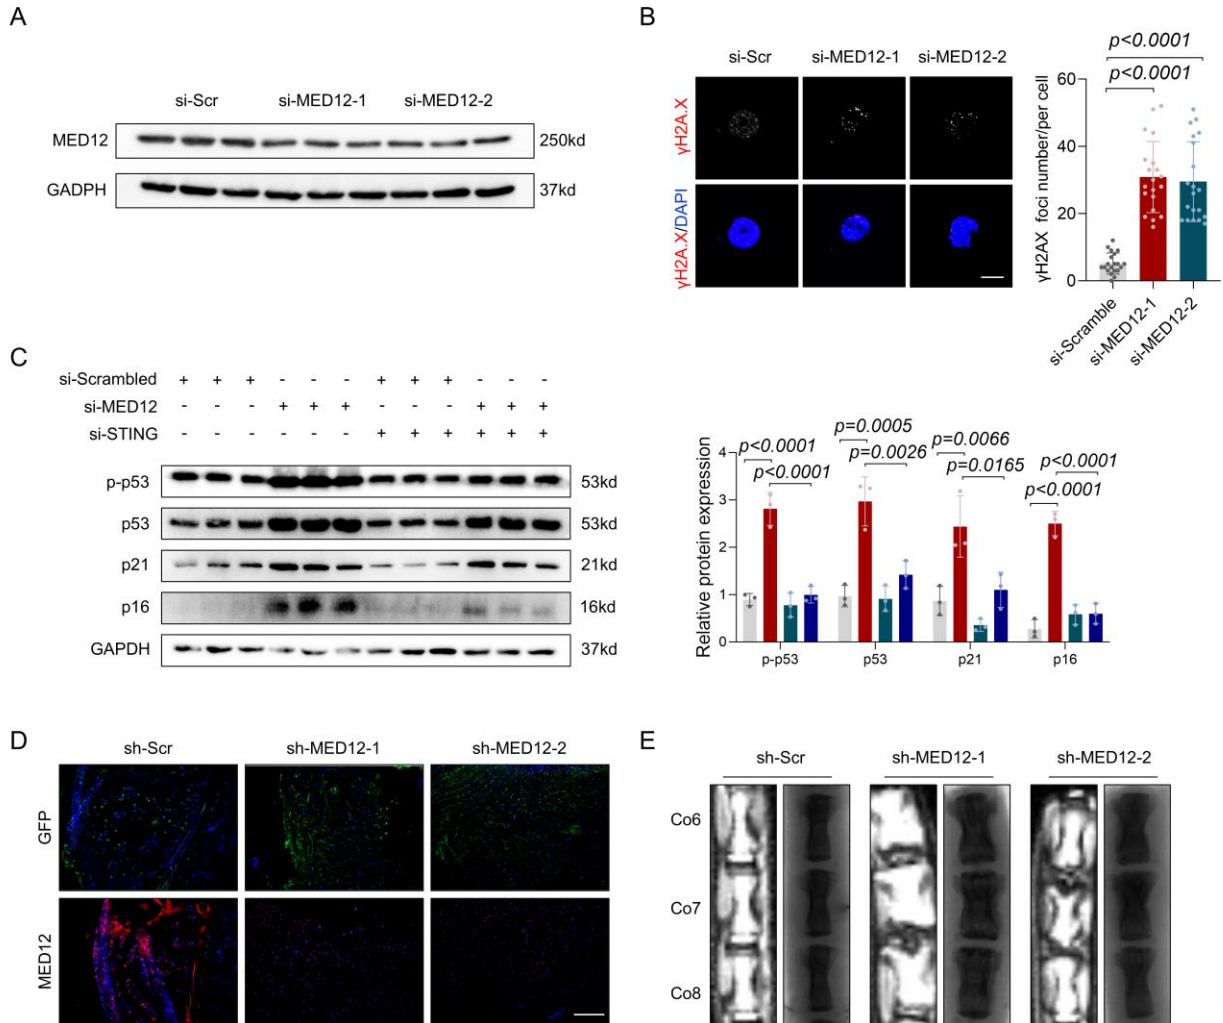 A
si-Scr si-MED12-1 si-MED12-2
MED12 250kd
GADPH 37kd
B
si-Scr si-MED12-1 si-MED12-2
γH2A.X
γH2A.X/DAPI
p<0.0001
p<0.0001
γH2AX foci number/per cell
60
40
20
0
si-Scramble
si-MED12-1
si-MED12-2
C
si-Scrambled + + + - - - + + + - - -
si-MED12 - - - + + + - - - + + +
si-STING - - - - - - + + + + + +
p-p53 53kd
p53 53kd
p21 21kd
p16 16kd
GAPDH 37kd
Relative protein expression
4
3
2
1
0
p<0.0001
p<0.0001
p=0.0005
p=0.0026
p=0.0066
p=0.0165
p<0.0001
p<0.0001
p-p53 p53 p21 p16
D
sh-Scr sh-MED12-1 sh-MED12-2
GFP
MED12
E
sh-Scr sh-MED12-1 sh-MED12-2
Co6
Co7
Co8